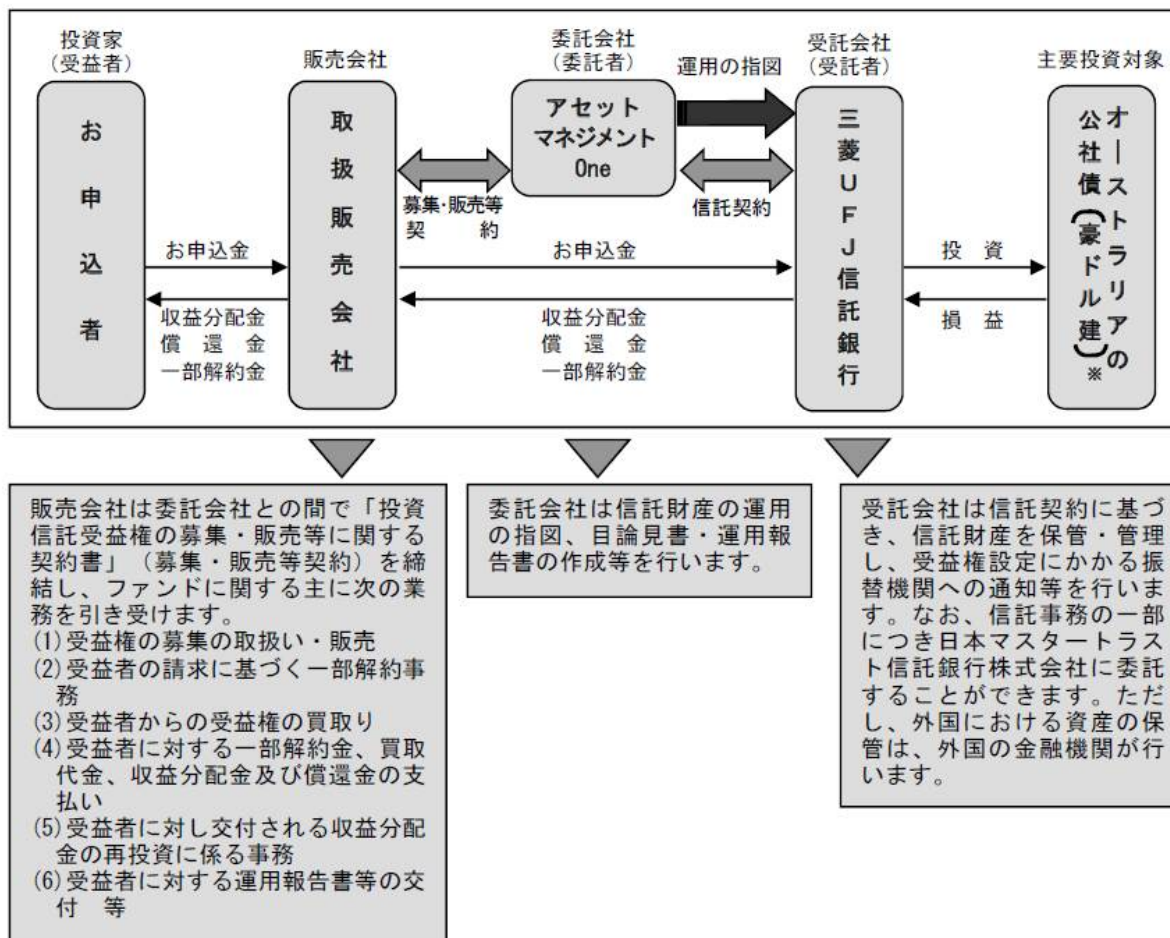 投資家
（受益者）
お申込者
販売会社
取扱販売会社
委託会社
（委託者）
アセット
マネジメント
One
運用の指図
受託会社
（受託者）
三菱ＵＦＪ信託銀行
主要投資対象
オーストラリアの
公社債（豪ドル建）※
募集・販売等
契　　約
信託契約
お申込金
収益分配金
償　還　金
一部解約金
お申込金
収益分配金
償　還　金
一部解約金
投　資
損　益
販売会社は委託会社との間で「投資
信託受益権の募集・販売等に関する
契約書」（募集・販売等契約）を締
結し、ファンドに関する主に次の業
務を引き受けます。
(1)受益権の募集の取扱い・販売
(2)受益者の請求に基づく一部解約事
務
(3)受益者からの受益権の買取り
(4)受益者に対する一部解約金、買取
代金、収益分配金及び償還金の支
払い
(5)受益者に対し交付される収益分配
金の再投資に係る事務
(6)受益者に対する運用報告書等の交
付　等
委託会社は信託財産の運用
の指図、目論見書・運用報
告書の作成等を行います。
受託会社は信託契約に基づ
き、信託財産を保管・管理
し、受益権設定にかかる振
替機関への通知等を行いま
す。なお、信託事務の一部
につき日本マスタートラス
ト信託銀行株式会社に委託
することができます。ただ
し、外国における資産の保
管は、外国の金融機関が行
います。